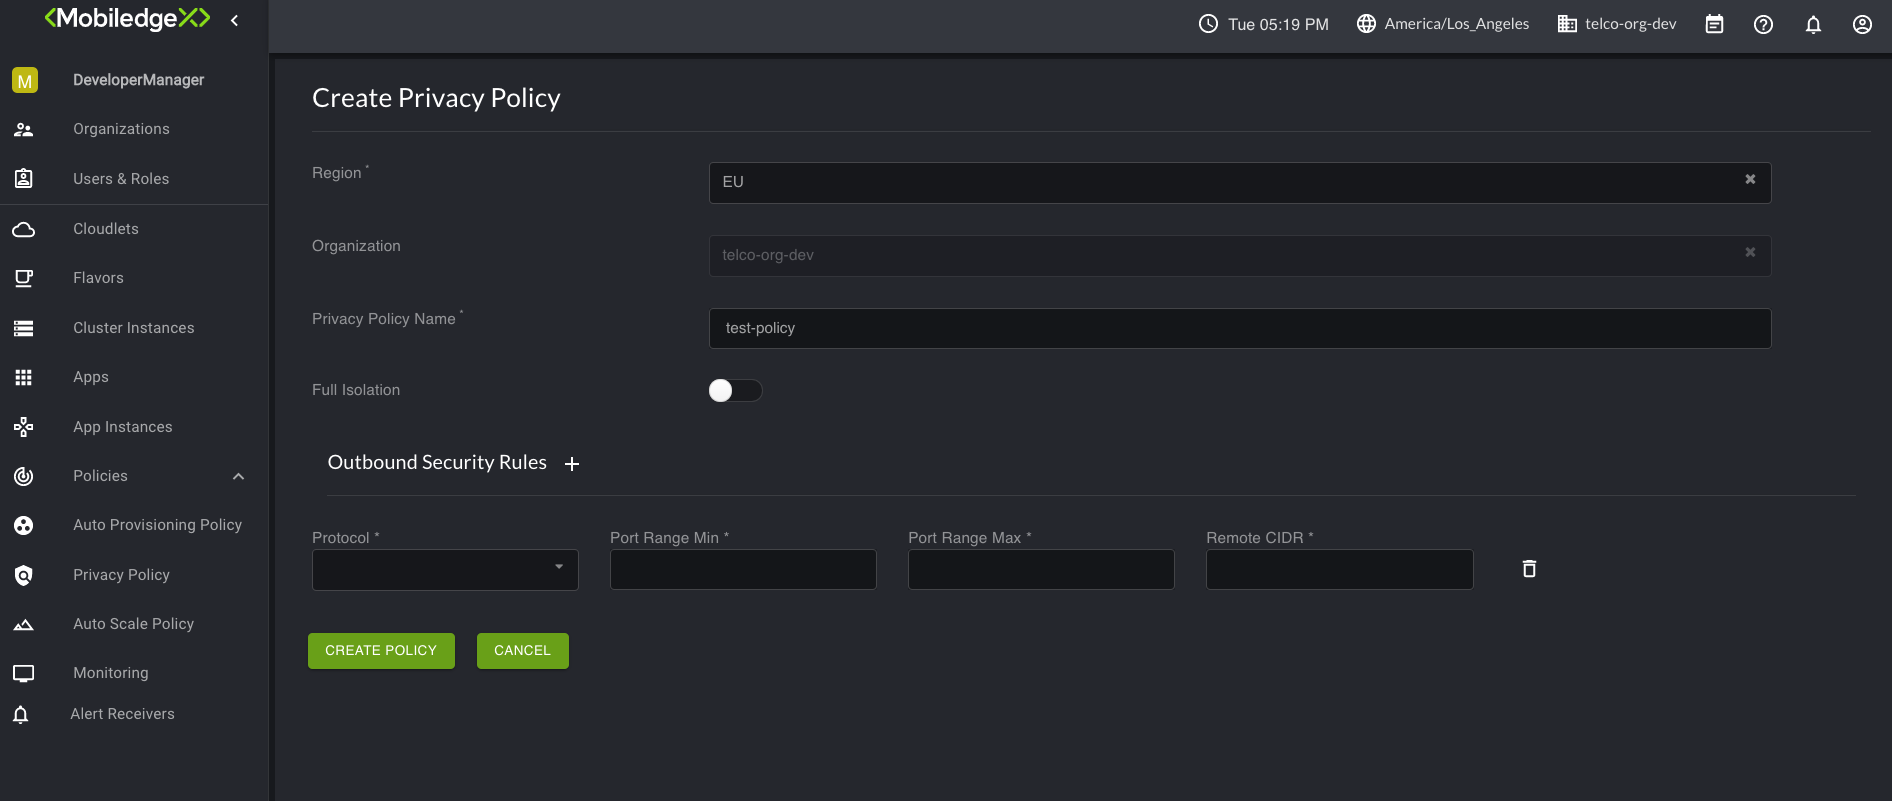 <MobiledgeX>
Tue 05:19 PM
America/Los_Angeles
telco-org-dev
M
DeveloperManager
Organizations
Users & Roles
Cloudlets
Flavors
Cluster Instances
Apps
App Instances
Policies
Auto Provisioning Policy
Privacy Policy
Auto Scale Policy
Monitoring
Alert Receivers
Create Privacy Policy
Region *
EU
Organization
telco-org-dev
Privacy Policy Name *
test-policy
Full Isolation
Outbound Security Rules +
Protocol * Port Range Min * Port Range Max * Remote CIDR *
CREATE POLICY CANCEL